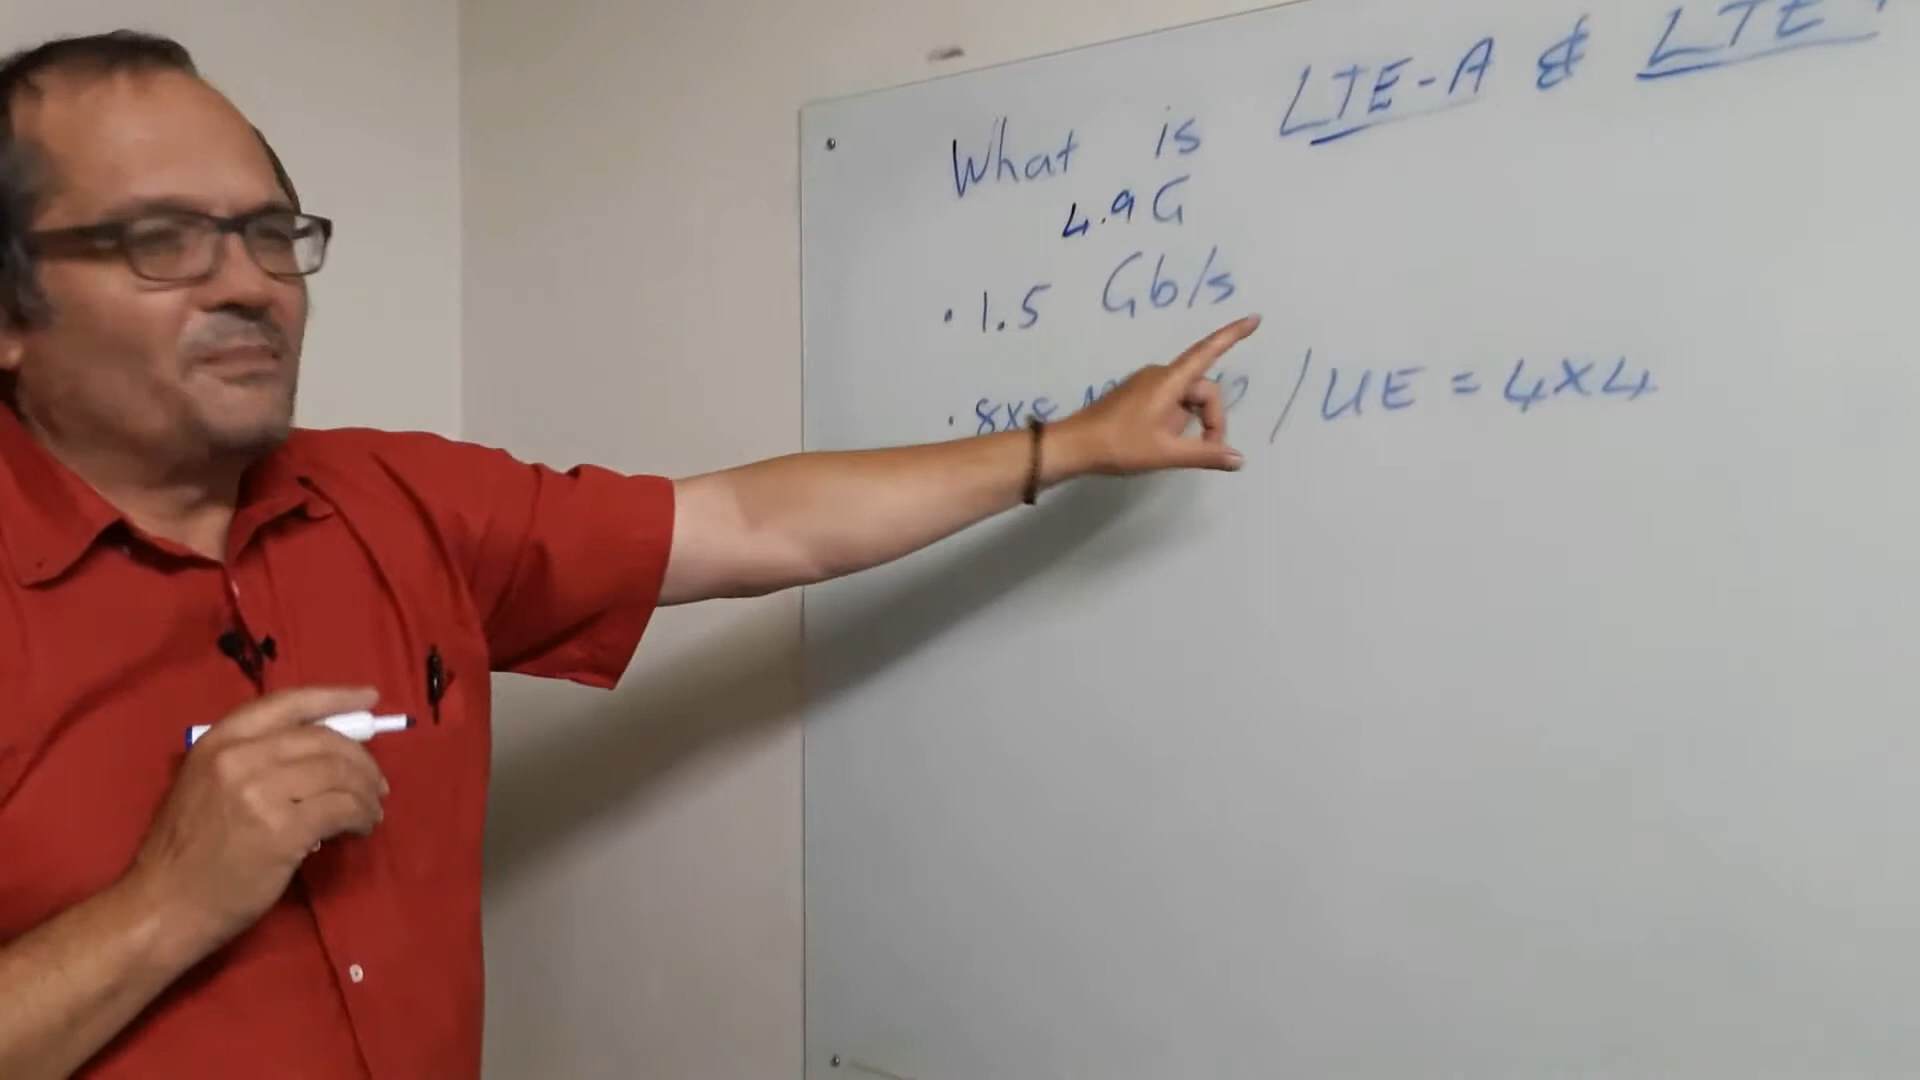 What is LTE-A & LTE+
4.9G
• 1.5 Gb/s
• 8x8 / UE = 4x4